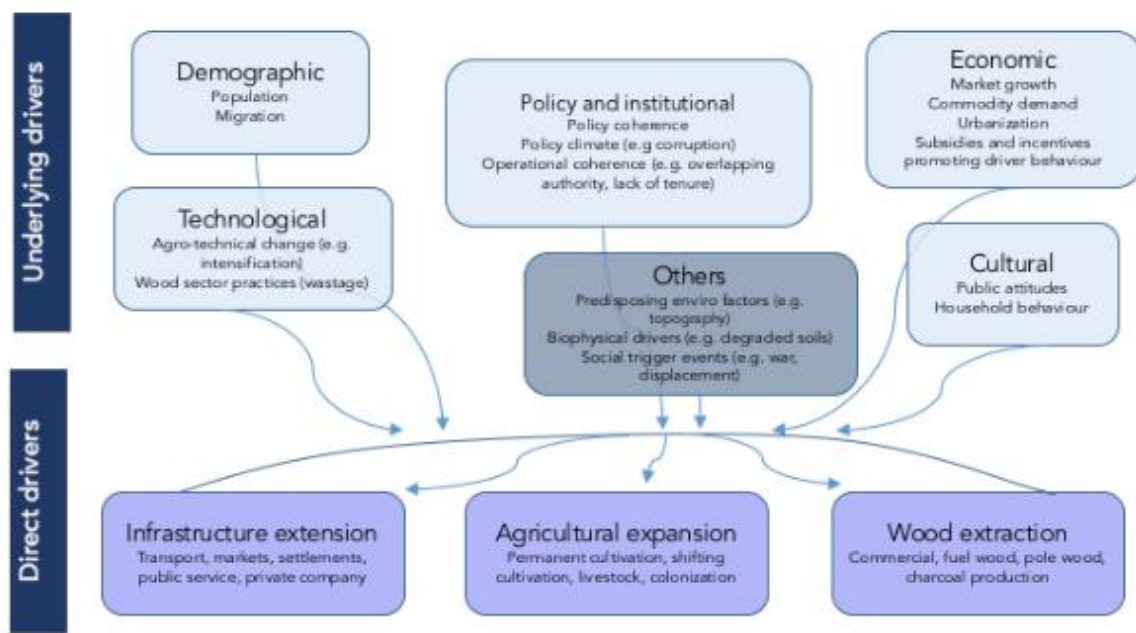 Underlying drivers
Demographic
Population
Migration
Policy and institutional
Policy coherence
Policy climate (e.g corruption)
Operational coherence (e.g. overlapping
authority, lack of tenure)
Economic
Market growth
Commodity demand
Urbanization
Subsidies and incentives
promoting driver behaviour
Technological
Agro-technical change (e.g.
intensification)
Wood sector practices (wastage)
Others
Predisposing enviro factors (e.g.
topography)
Biophysical drivers (e.g. degraded soils)
Social trigger events (e.g. war,
displacement)
Cultural
Public attitudes
Household behaviour
Direct drivers
Infrastructure extension
Transport, markets, settlements,
public service, private company
Agricultural expansion
Permanent cultivation, shifting
cultivation, livestock, colonization
Wood extraction
Commercial, fuel wood, pole wood,
charcoal production